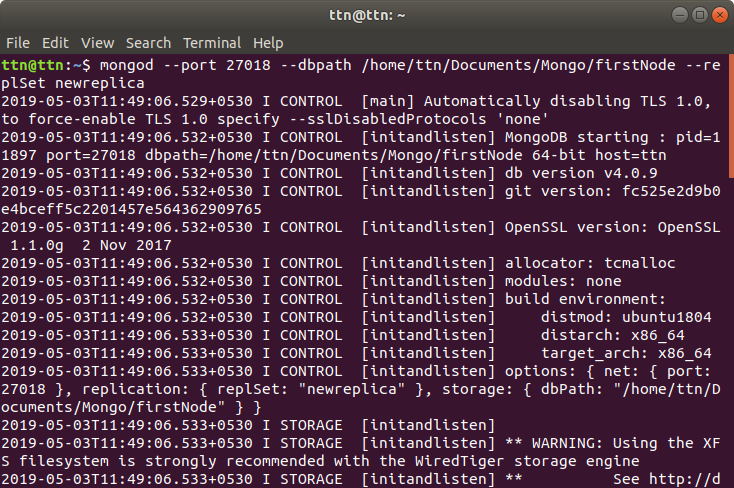 ttn@ttn: ~
File Edit View Search Terminal Help
ttn@ttn:~$ mongod --port 27018 --dbpath /home/ttn/Documents/Mongo/firstNode --re
plSet newreplica
2019-05-03T11:49:06.529+0530 I CONTROL  [main] Automatically disabling TLS 1.0,
to force-enable TLS 1.0 specify --sslDisabledProtocols 'none'
2019-05-03T11:49:06.532+0530 I CONTROL  [initandlisten] MongoDB starting : pid=1
1897 port=27018 dbpath=/home/ttn/Documents/Mongo/firstNode 64-bit host=ttn
2019-05-03T11:49:06.532+0530 I CONTROL  [initandlisten] db version v4.0.9
2019-05-03T11:49:06.532+0530 I CONTROL  [initandlisten] git version: fc525e2d9b0
e4bceff5c2201457e564362909765
2019-05-03T11:49:06.532+0530 I CONTROL  [initandlisten] OpenSSL version: OpenSSL
 1.1.0g  2 Nov 2017
2019-05-03T11:49:06.532+0530 I CONTROL  [initandlisten] allocator: tcmalloc
2019-05-03T11:49:06.532+0530 I CONTROL  [initandlisten] modules: none
2019-05-03T11:49:06.532+0530 I CONTROL  [initandlisten] build environment:
2019-05-03T11:49:06.532+0530 I CONTROL  [initandlisten]     distmod: ubuntu1804
2019-05-03T11:49:06.533+0530 I CONTROL  [initandlisten]     distarch: x86_64
2019-05-03T11:49:06.533+0530 I CONTROL  [initandlisten]     target_arch: x86_64
2019-05-03T11:49:06.533+0530 I CONTROL  [initandlisten] options: { net: { port:
27018 }, replication: { replSet: "newreplica" }, storage: { dbPath: "/home/ttn/D
ocuments/Mongo/firstNode" } }
2019-05-03T11:49:06.533+0530 I STORAGE  [initandlisten]
2019-05-03T11:49:06.533+0530 I STORAGE  [initandlisten] ** WARNING: Using the XF
S filesystem is strongly recommended with the WiredTiger storage engine
2019-05-03T11:49:06.533+0530 I STORAGE  [initandlisten] **          See http://d